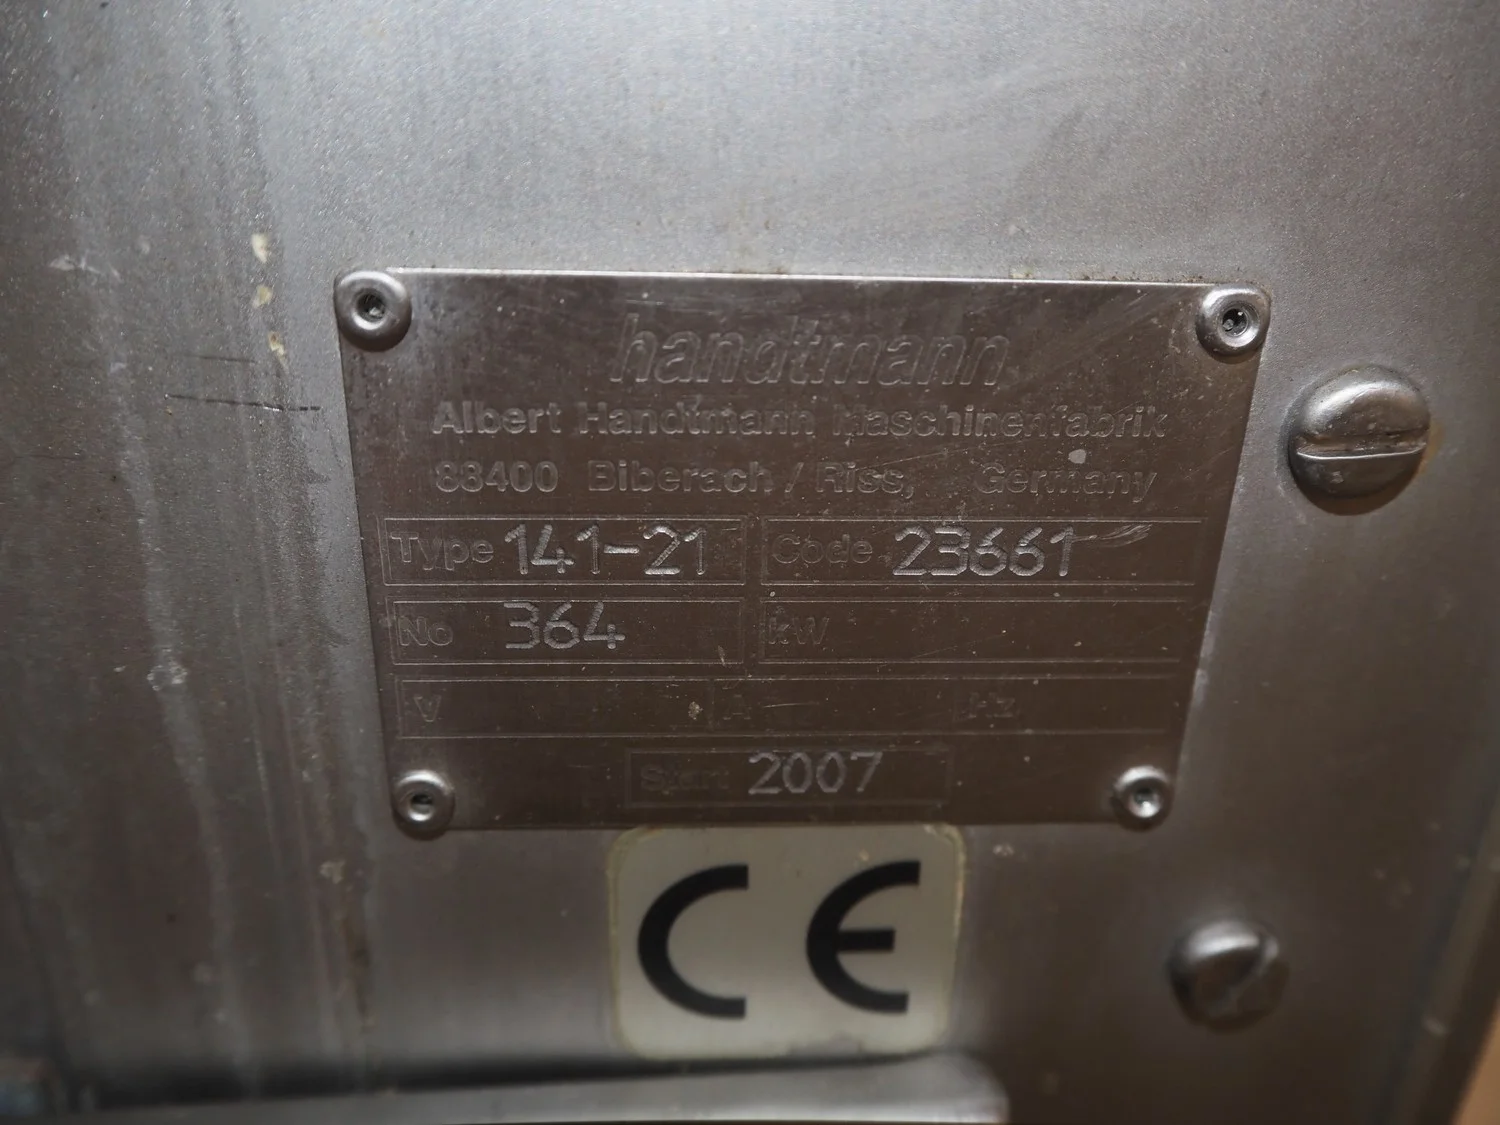 handtmann
Albert Handtmann Maschinenfabrik
88400 Biberach / Riss, Germany
Type 141-21 Code 23661
No 364 kW
V A Hz
Start 2007
CE